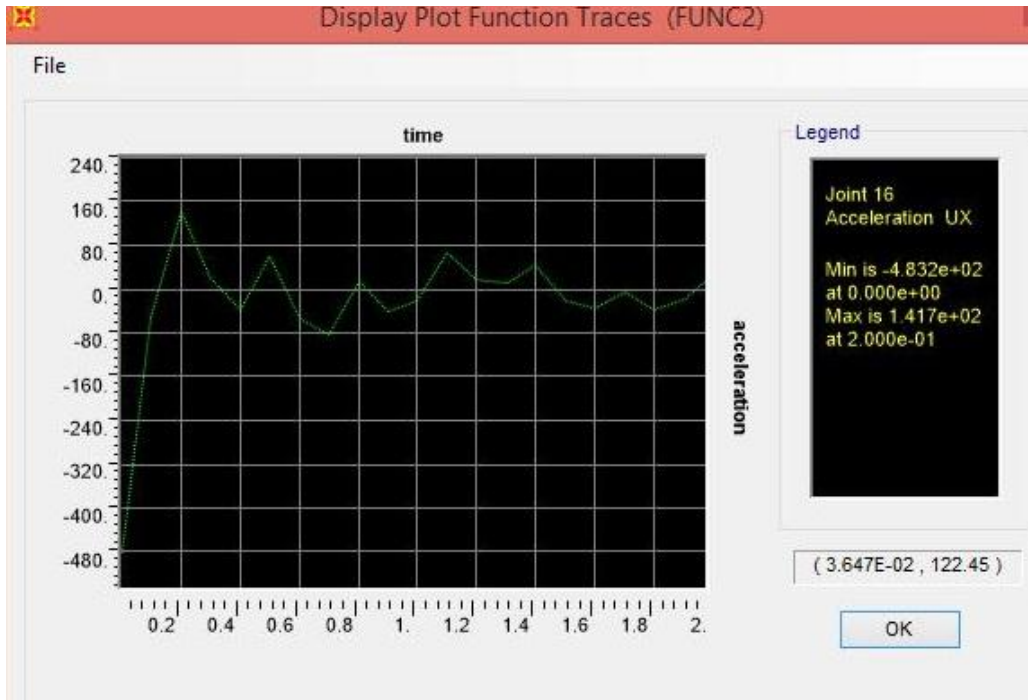 Display Plot Function Traces (FUNC2)
File
time
240.
160.
80.
0.
-80.
-160.
-240.
-320.
-400.
-480.
0.2 0.4 0.6 0.8 1. 1.2 1.4 1.6 1.8 2.
acceleration
Legend
Joint 16
Acceleration UX
Min is -4.832e+02
at 0.000e+00
Max is 1.417e+02
at 2.000e-01
( 3.647E-02 , 122.45 )
OK